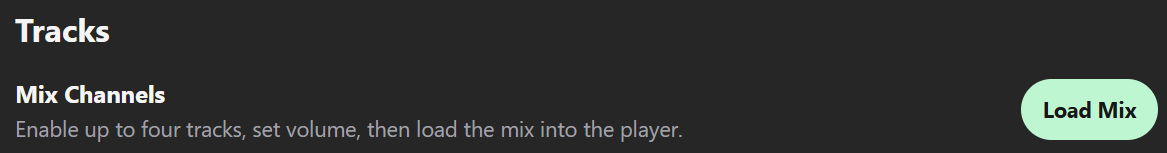 Tracks
Mix Channels
Enable up to four tracks, set volume, then load the mix into the player.
Load Mix